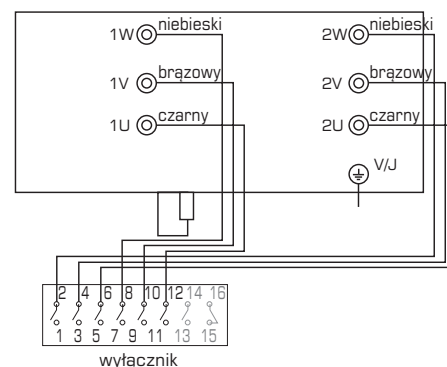 1W niebieski 2W niebieski
1V brązowy 2V brązowy
1U czarny 2U czarny
V/J
2 4 6 8 10 12 14 16
1 3 5 7 9 11 13 15
wyłącznik